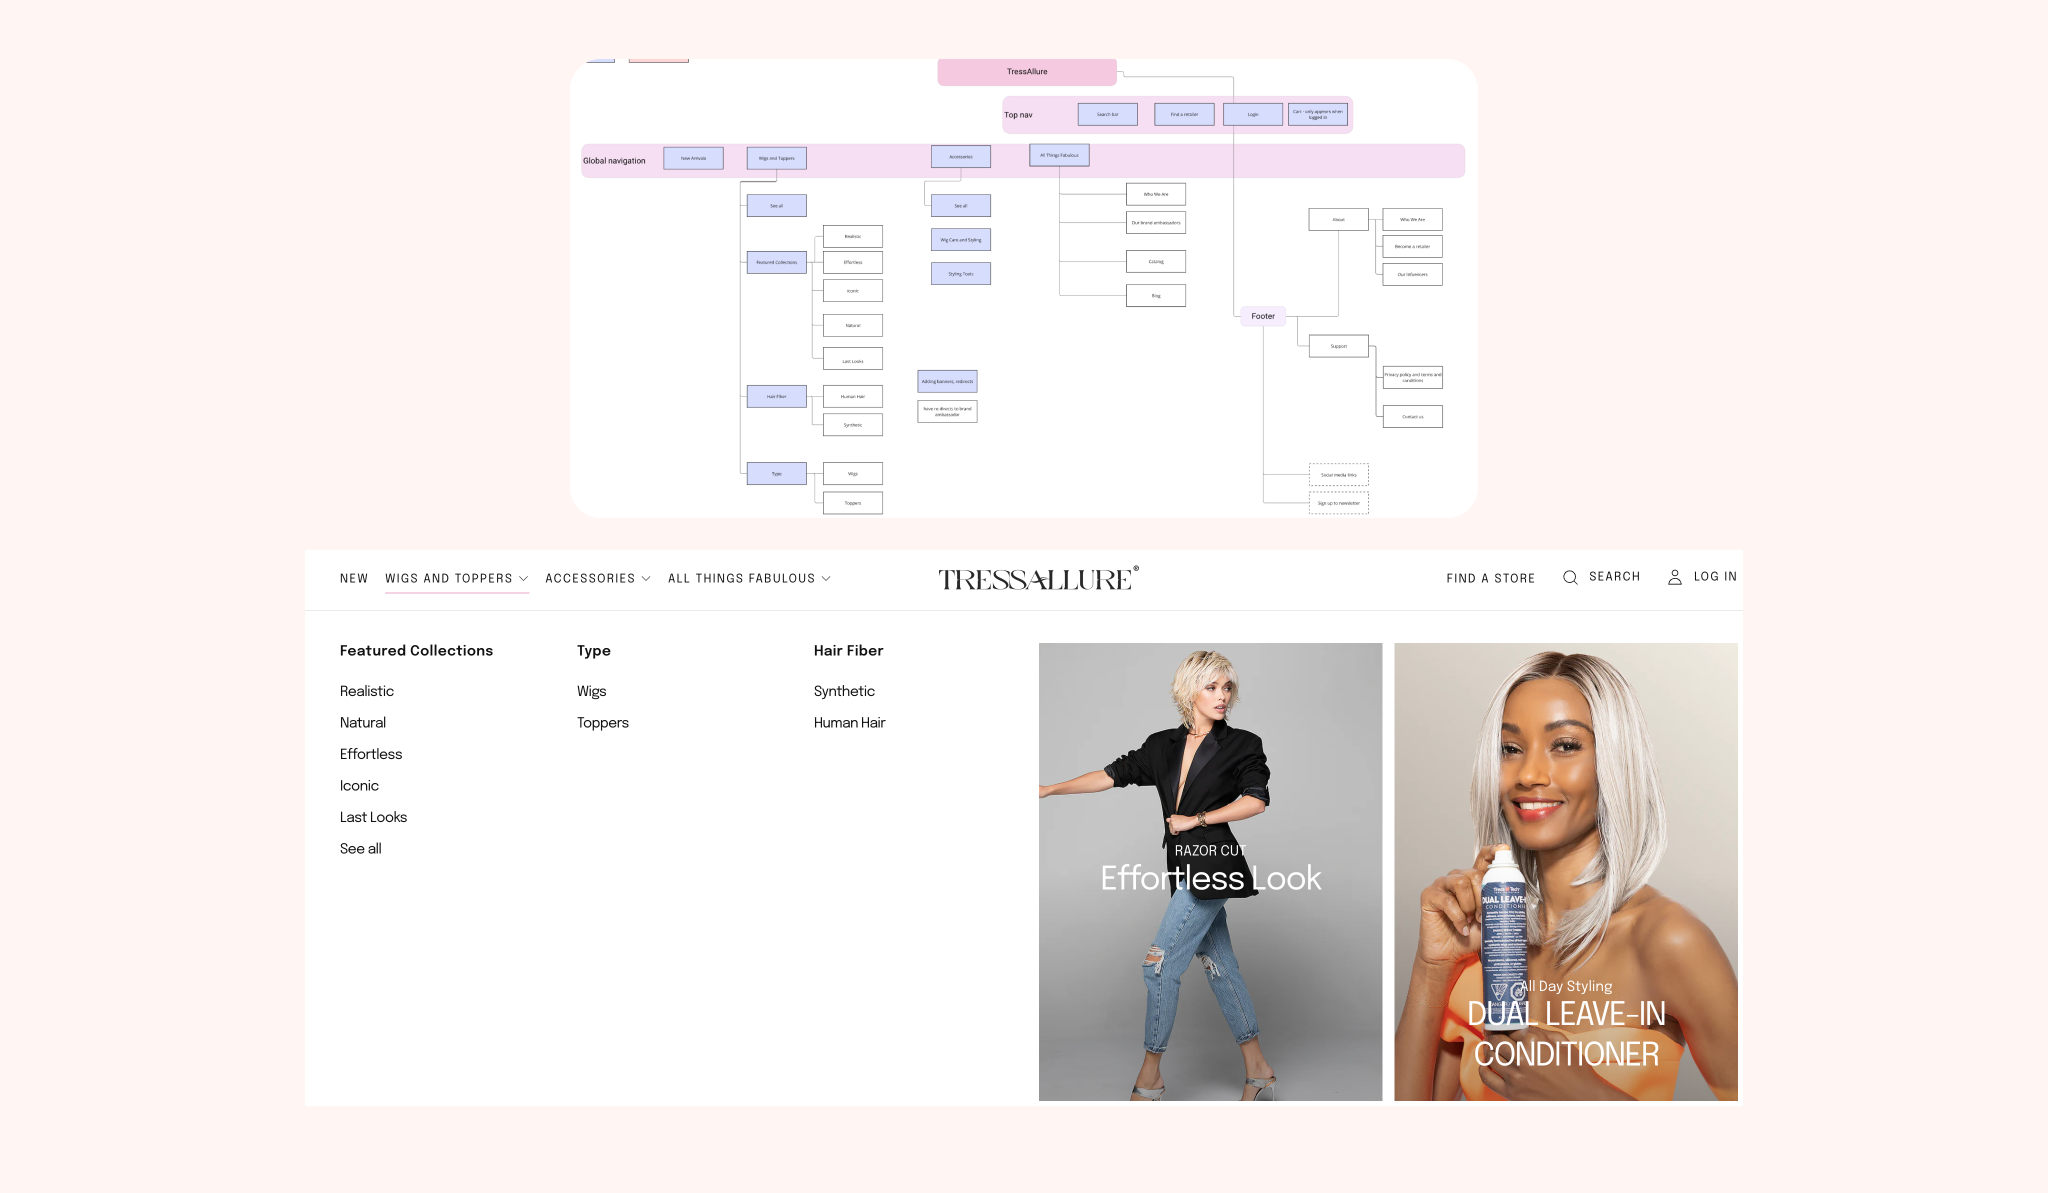 TressAllure
Top nav
Search bar
Find a retailer
Login
Cart - only appears when
logged in
Global navigation
New Arrivals
Wigs and Toppers
Accessories
All Things Fabulous
See all
Featured Collections
Realistic
Effortless
Iconic
Natural
Last Looks
Hair Fiber
Human Hair
Synthetic
Type
Wigs
Toppers
See all
Wig Care and Styling
Styling Tools
Adding banners, redirects
have re directs to brand
ambassador
Who We Are
Our brand ambassadors
Catalog
Blog
Footer
About
Who We Are
Become a retailer
Our Influencers
Support
Privacy policy and terms and
conditions
Contact us
Social media links
Sign up to newsletter
NEW
WIGS AND TOPPERS
ACCESSORIES
ALL THINGS FABULOUS
TRESSALLURE®
FIND A STORE
SEARCH
LOG IN
Featured Collections
Realistic
Natural
Effortless
Iconic
Last Looks
See all
Type
Wigs
Toppers
Hair Fiber
Synthetic
Human Hair
RAZOR CUT
Effortless Look
DUAL LEAVE-
CONDITIONE
All Day Styling
DUAL LEAVE-IN
CONDITIONER